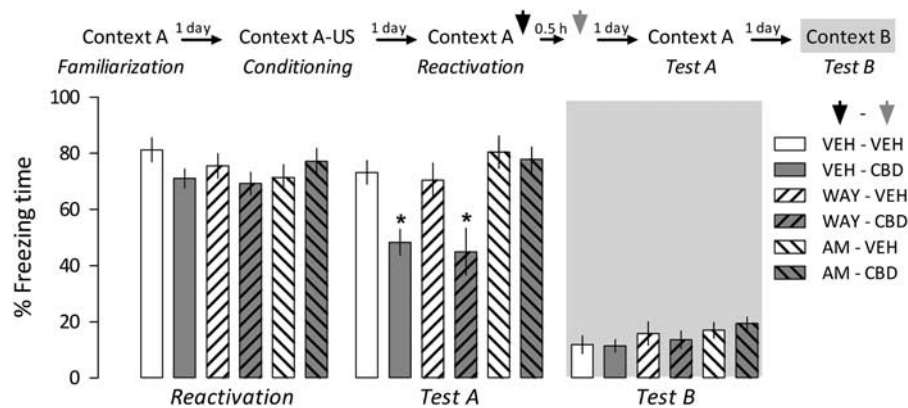 Context A 1 day Context A-US 1 day Context A 0.5 h 1 day Context A 1 day Context B
Familiarization Conditioning Reactivation Test A Test B
% Freezing time
100
80
60
40
20
0
* *
Reactivation Test A Test B
-
VEH - VEH
VEH - CBD
WAY - VEH
WAY - CBD
AM - VEH
AM - CBD